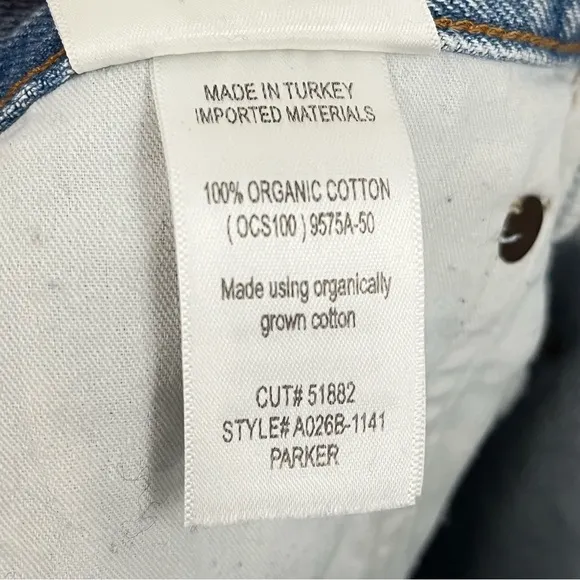 MADE IN TURKEY
IMPORTED MATERIALS
100% ORGANIC COTTON
( OCS100 ) 9575A-50
Made using organically
grown cotton
CUT# 51882
STYLE# A026B-1141
PARKER